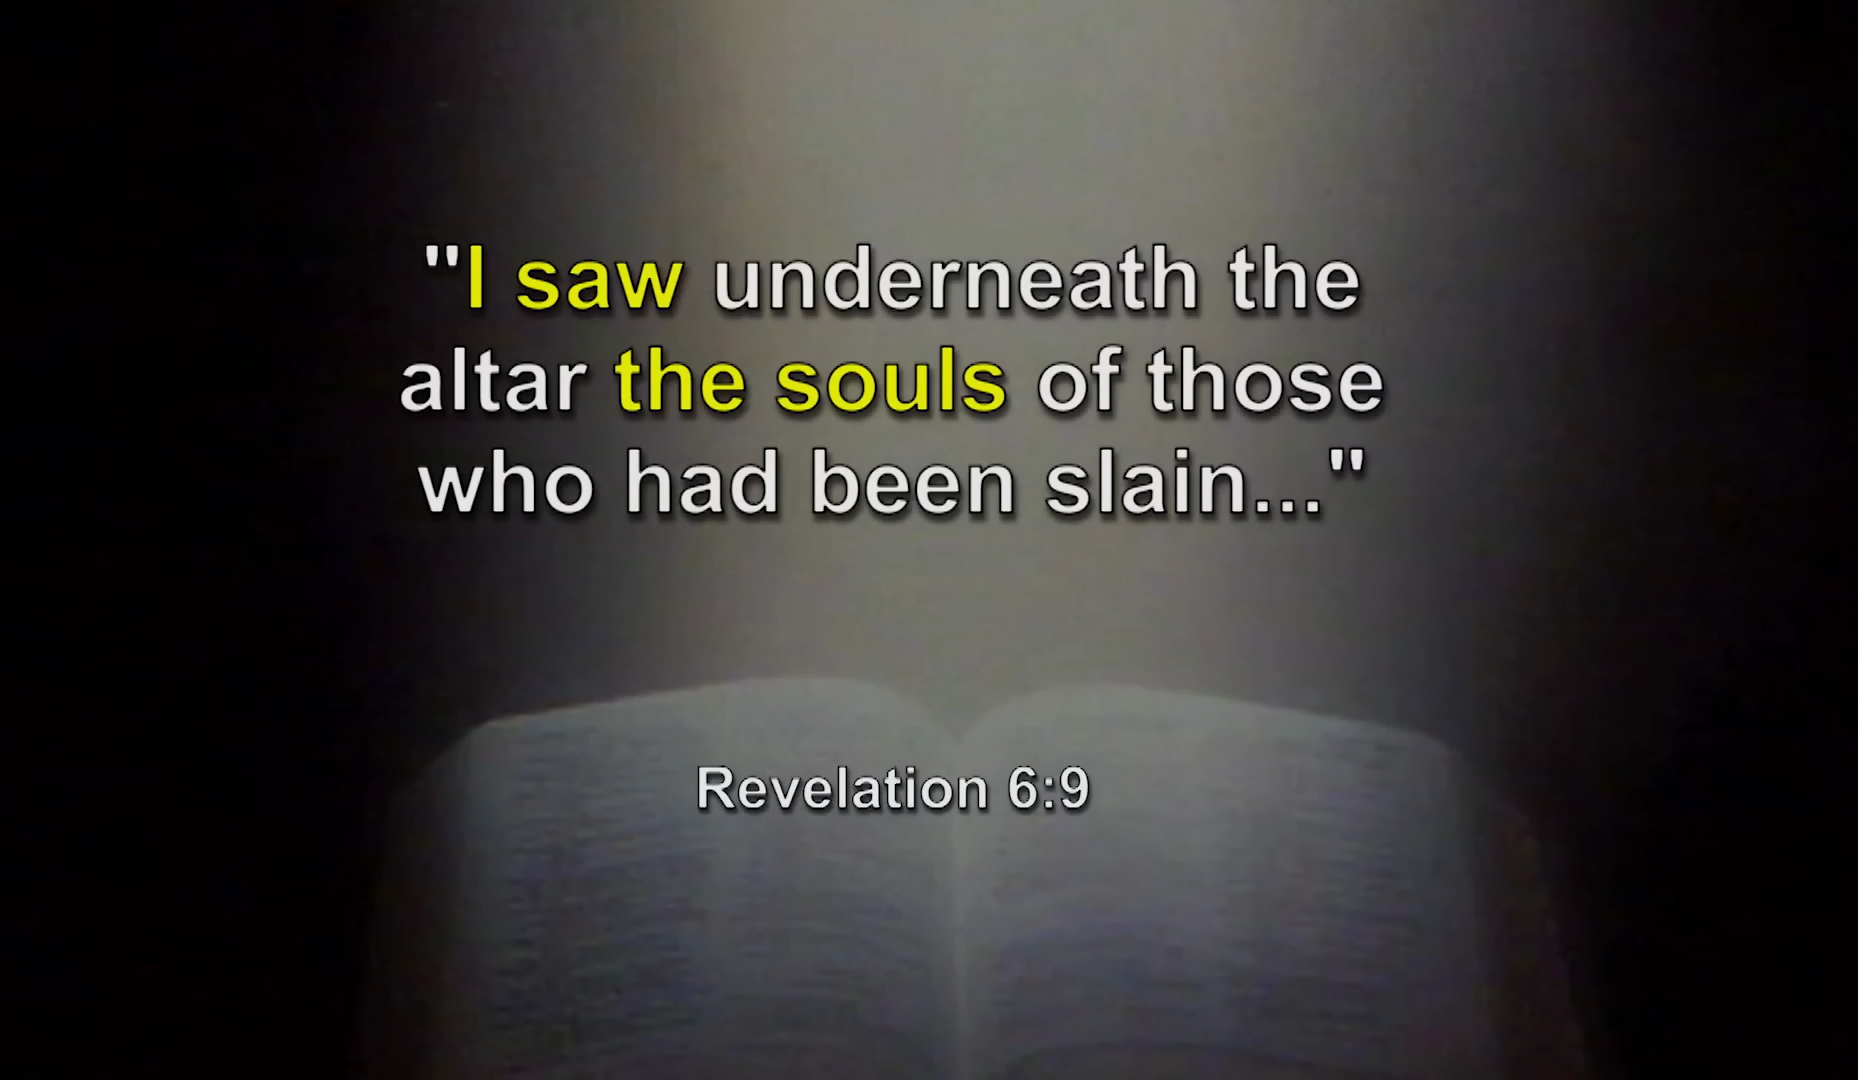 "I saw underneath the
altar the souls of those
who had been slain..."
Revelation 6:9